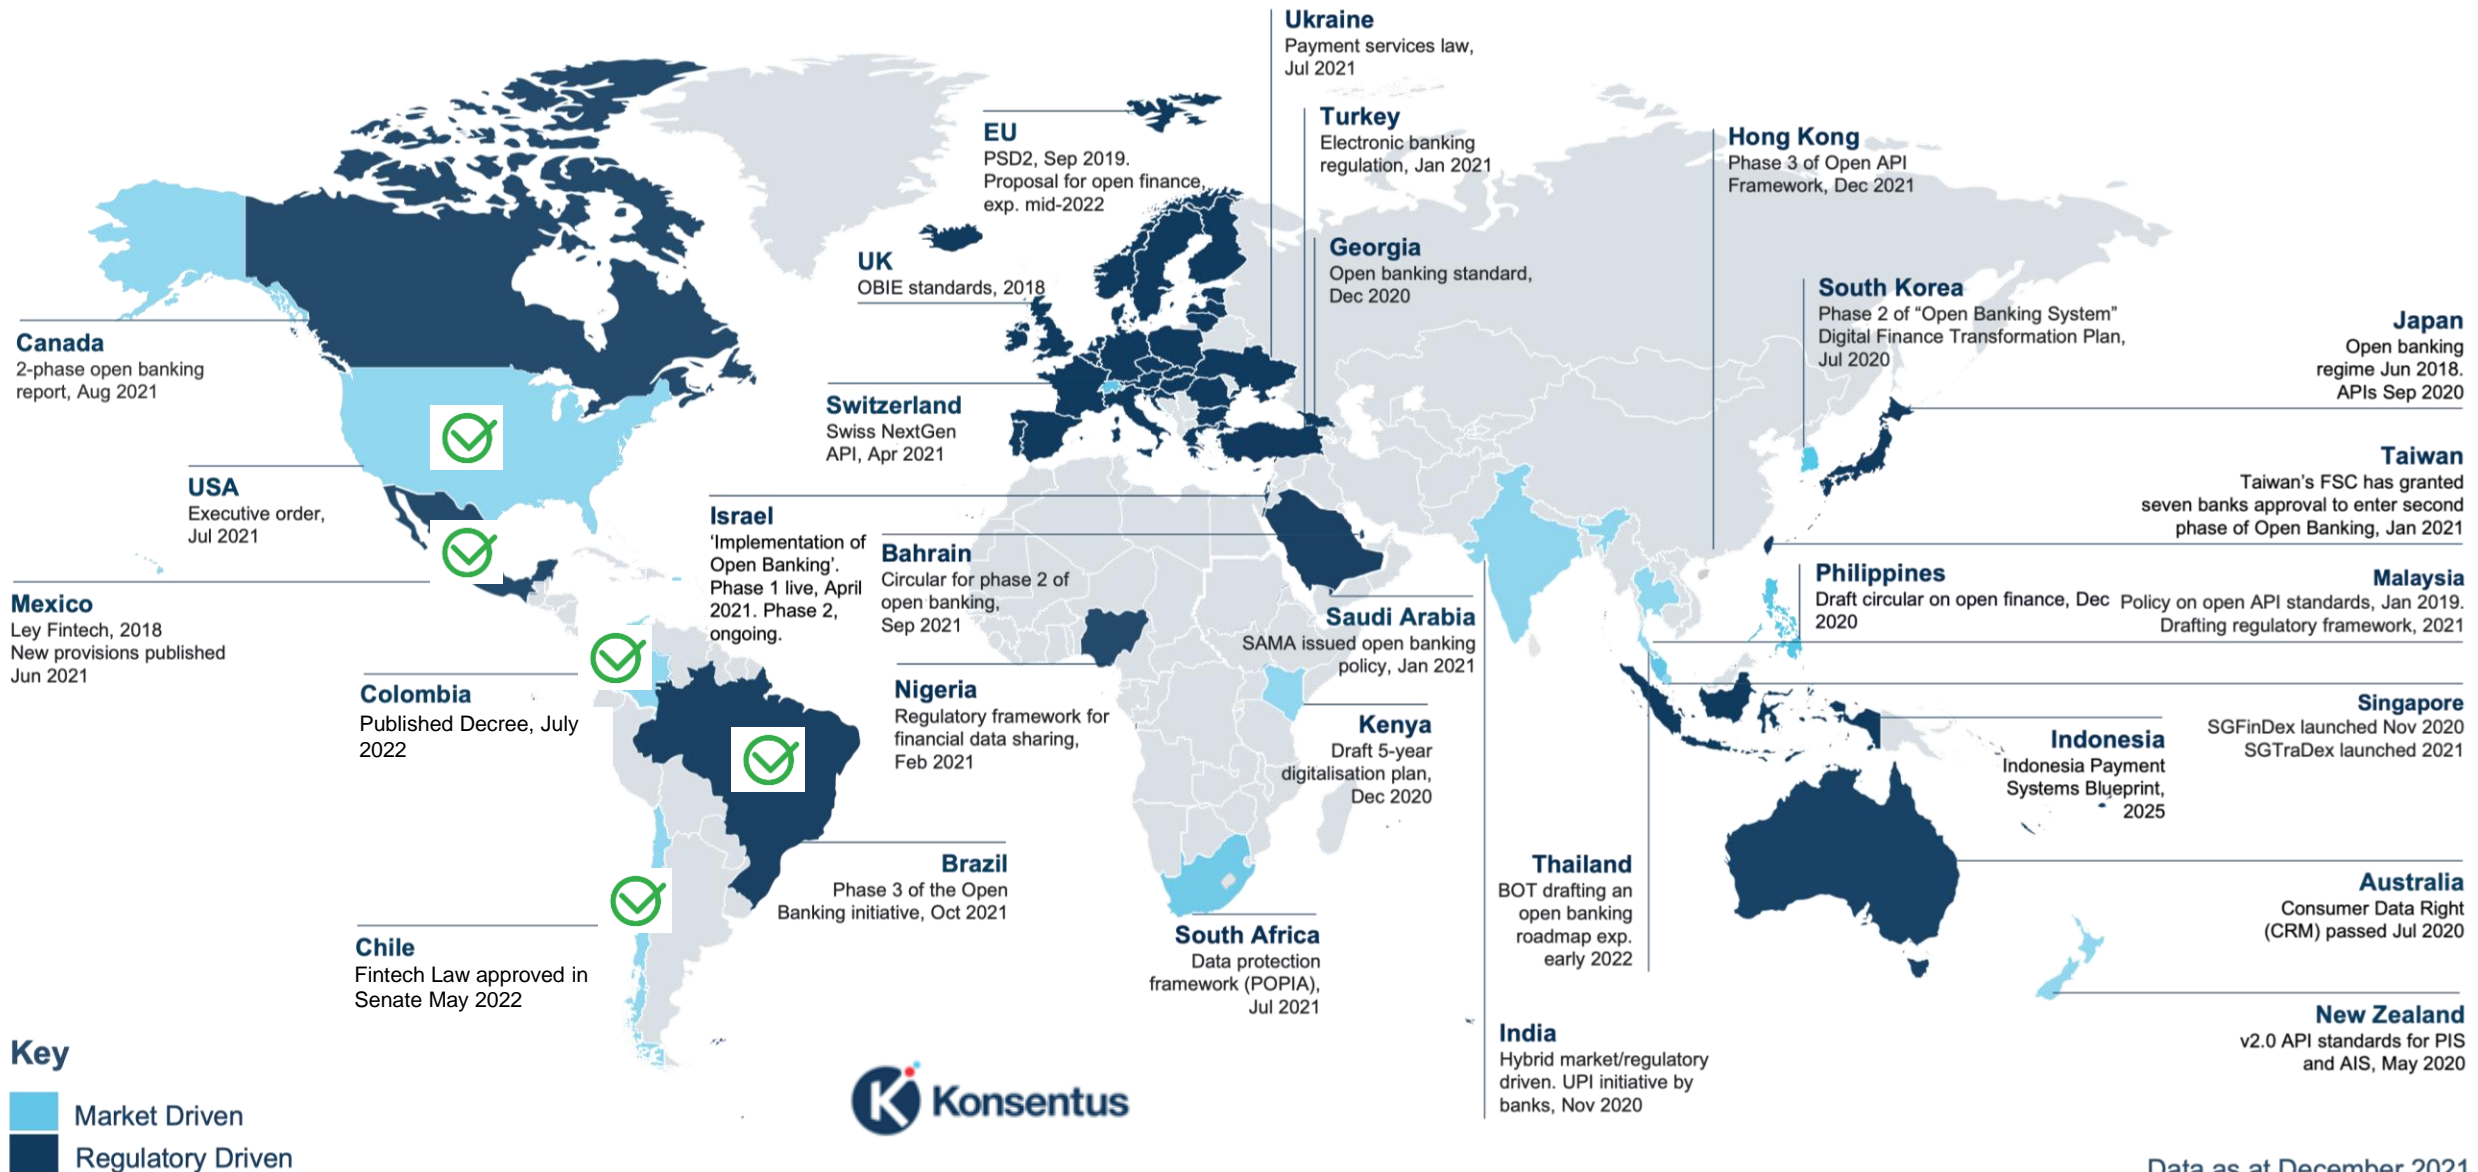 Ukraine
Payment services law,
Jul 2021
EU
PSD2, Sep 2019.
Proposal for open finance,
exp. mid-2022
Turkey
Electronic banking
regulation, Jan 2021
Hong Kong
Phase 3 of Open API
Framework, Dec 2021
UK
OBIE standards, 2018
Georgia
Open banking standard,
Dec 2020
South Korea
Phase 2 of “Open Banking System”
Digital Finance Transformation Plan,
Jul 2020
Japan
Open banking
regime Jun 2018.
APIs Sep 2020
Canada
2-phase open banking
report, Aug 2021
Switzerland
Swiss NextGen
API, Apr 2021
Taiwan
Taiwan’s FSC has granted
seven banks approval to enter second
phase of Open Banking, Jan 2021
USA
Executive order,
Jul 2021
Israel
‘Implementation of
Open Banking’.
Phase 1 live, April
2021. Phase 2,
ongoing.
Bahrain
Circular for phase 2 of
open banking,
Sep 2021
Saudi Arabia
SAMA issued open banking
policy, Jan 2021
Philippines
Draft circular on open finance, Dec
2020
Malaysia
Policy on open API standards, Jan 2019.
Drafting regulatory framework, 2021
Mexico
Ley Fintech, 2018
New provisions published
Jun 2021
Colombia
Published Decree, July
2022
Nigeria
Regulatory framework for
financial data sharing,
Feb 2021
Kenya
Draft 5-year
digitalisation plan,
Dec 2020
Singapore
SGFinDex launched Nov 2020
SGTraDex launched 2021
Indonesia
Indonesia Payment
Systems Blueprint,
2025
Brazil
Phase 3 of the Open
Banking initiative, Oct 2021
Thailand
BOT drafting an
open banking
roadmap exp.
early 2022
Australia
Consumer Data Right
(CRM) passed Jul 2020
Chile
Fintech Law approved in
Senate May 2022
South Africa
Data protection
framework (POPIA),
Jul 2021
India
Hybrid market/regulatory
driven. UPI initiative by
banks, Nov 2020
New Zealand
v2.0 API standards for PIS
and AIS, May 2020
Key
Market Driven
Regulatory Driven
K Konsentus
Data as at December 2021